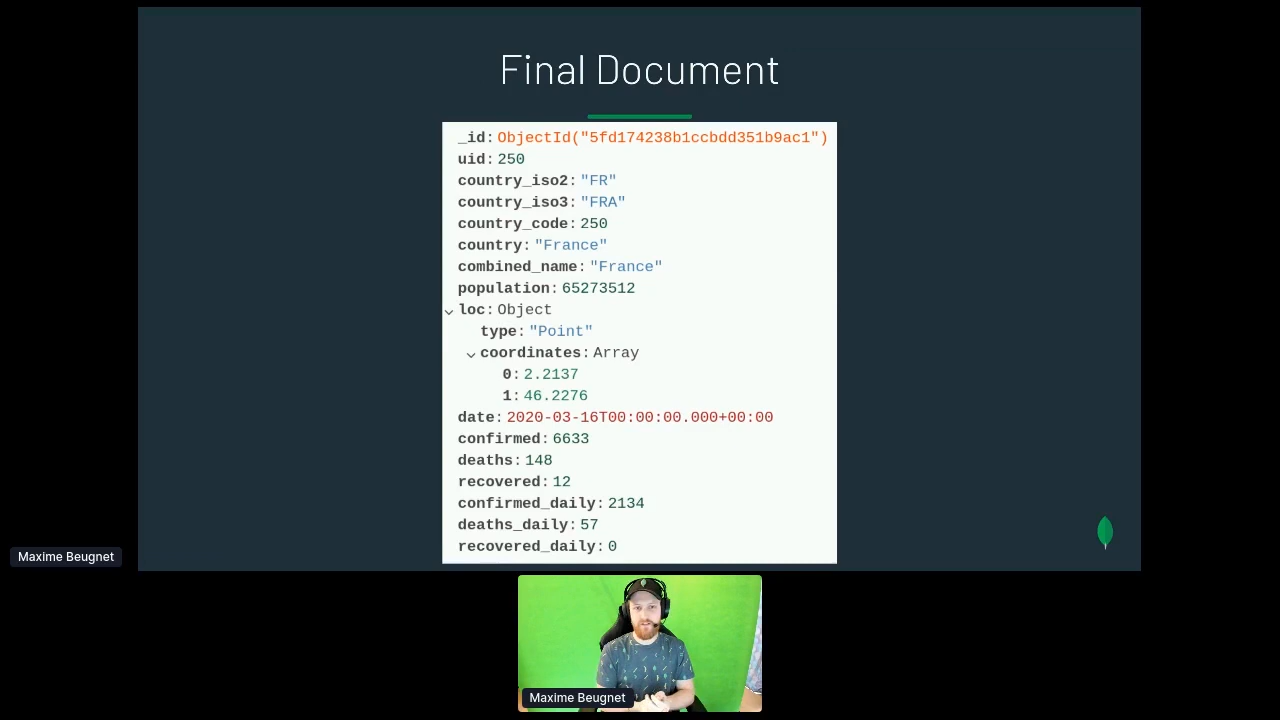 Final Document
_id: ObjectId("5fd174238b1ccbdd351b9ac1")
uid: 250
country_iso2: "FR"
country_iso3: "FRA"
country_code: 250
country: "France"
combined_name: "France"
population: 65273512
loc: Object
type: "Point"
coordinates: Array
0: 2.2137
1: 46.2276
date: 2020-03-16T00:00:00.000+00:00
confirmed: 6633
deaths: 148
recovered: 12
confirmed_daily: 2134
deaths_daily: 57
recovered_daily: 0
Maxime Beugnet
Maxime Beugnet